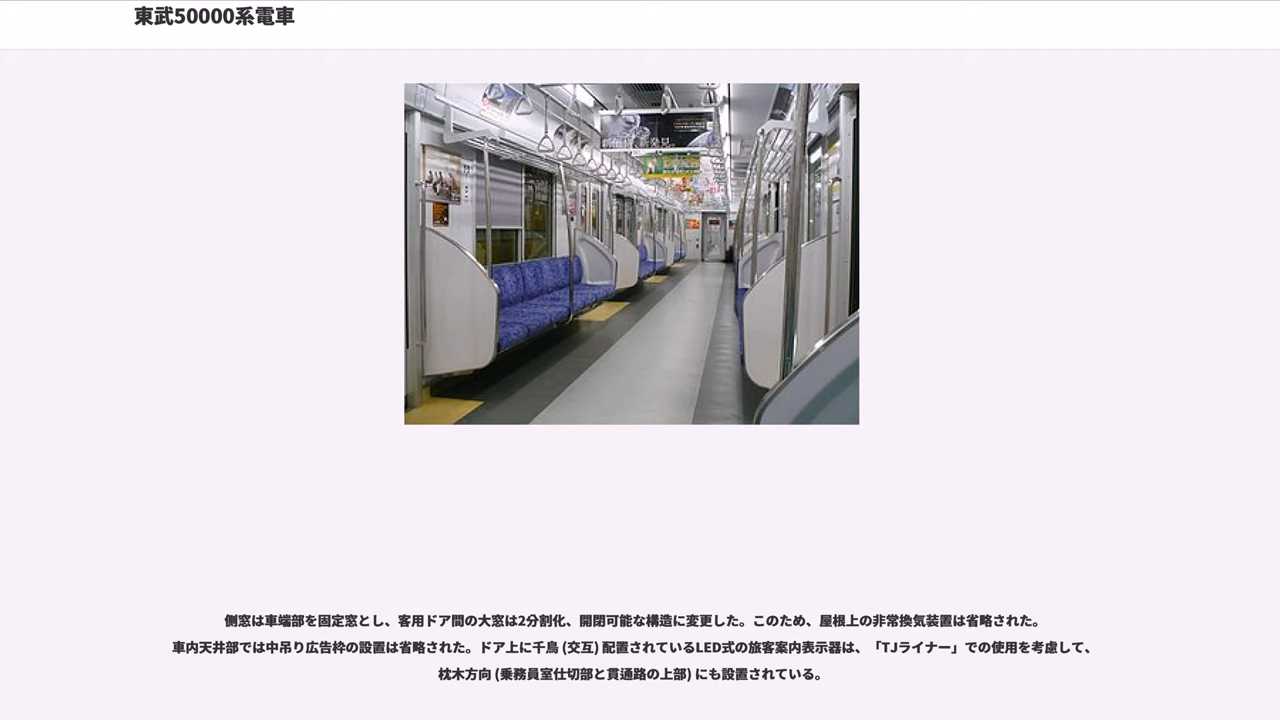 東武50000系電車
新生活、新発見。
側窓は車端部を固定窓とし、客用ドア間の大窓は2分割化、開閉可能な構造に変更した。このため、屋根上の非常換気装置は省略された。
車内天井部では中吊り広告枠の設置は省略された。ドア上に千鳥 (交互) 配置されているLED式の旅客案内表示器は、「TJライナー」での使用を考慮して、
枕木方向 (乗務員室仕切部と貫通路の上部) にも設置されている。